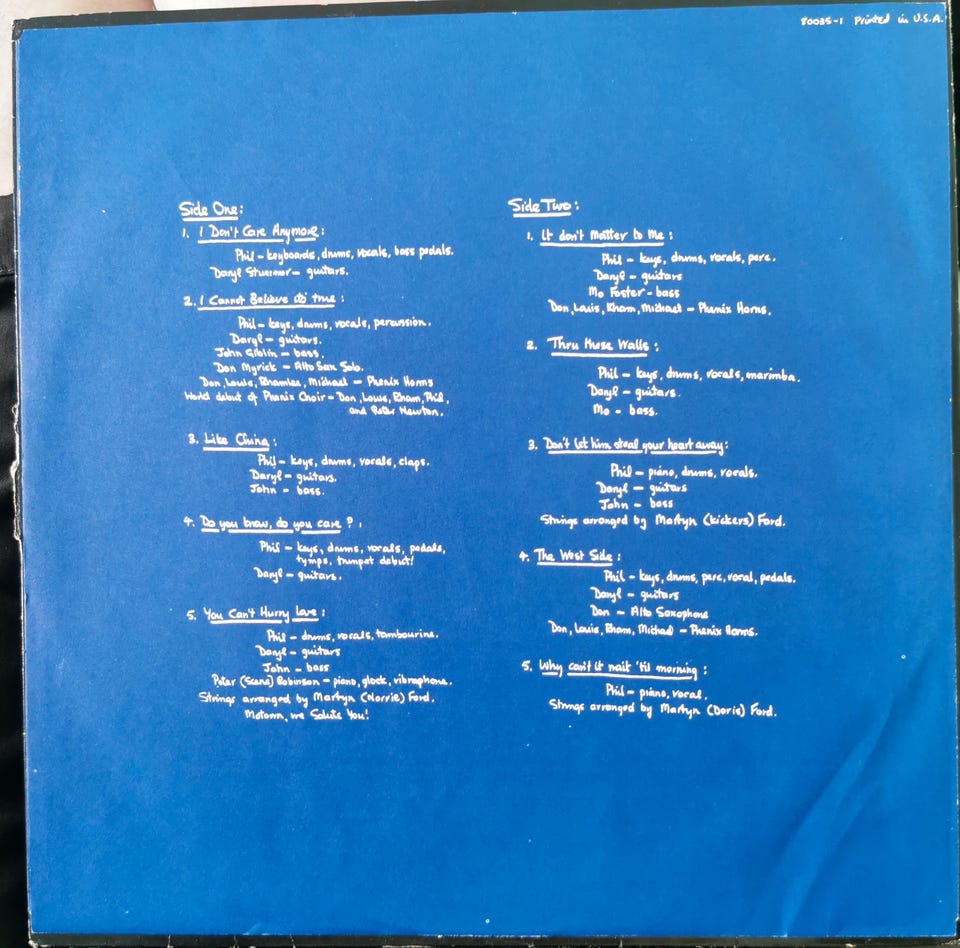 80035-1 Printed in U.S.A.
Side One:
1. I Don't Care Anymore:
Phil – keyboards, drums, vocals, bass pedals.
Daryl Stuermer – guitars.
2. I Cannot Believe it's true:
Phil – keys, drums, vocals, percussion.
Daryl – guitars.
John Giblin – bass.
Don Myrick – Alto Sax Solo.
Don, Louis, Rhamlee, Michael – Phenix Horns
World debut of Phenix Choir – Don, Louis, Rham, Phil,
and Peter Newton.
3. Like China:
Phil – keys, drums, vocals, claps.
Daryl – guitars.
John – bass.
4. Do you know, do you care?:
Phil – keys, drums, vocals, pedals,
tymps, trumpet debut!
Daryl – guitars.
5. You Can't Hurry Love:
Phil – drums, vocals, tambourine.
Daryl – guitars
John – bass
Peter (Scene) Robinson – piano, glock, vibraphone.
Strings arranged by Martyn (Norrie) Ford.
Motown, we Salute You!
Side Two:
1. It don't Matter to Me:
Phil – keys, drums, vocals, perc.
Daryl – guitars
Mo Foster – bass
Don, Louis, Rham, Michael – Phenix Horns.
2. Thru these Walls:
Phil – keys, drums, vocals, marimba.
Daryl – guitars.
Mo – bass.
3. Don't let him steal your heart away:
Phil – piano, drums, vocals.
Daryl – guitars
John – bass
Strings arranged by Martyn (kickers) Ford.
4. The West Side:
Phil – keys, drums, perc, vocal, pedals.
Daryl – guitars
Don – Alto Saxophone
Don, Louis, Rham, Michael – Phenix Horns.
5. Why can't it wait 'til morning:
Phil – piano, vocal.
Strings arranged by Martyn (Doris) Ford.